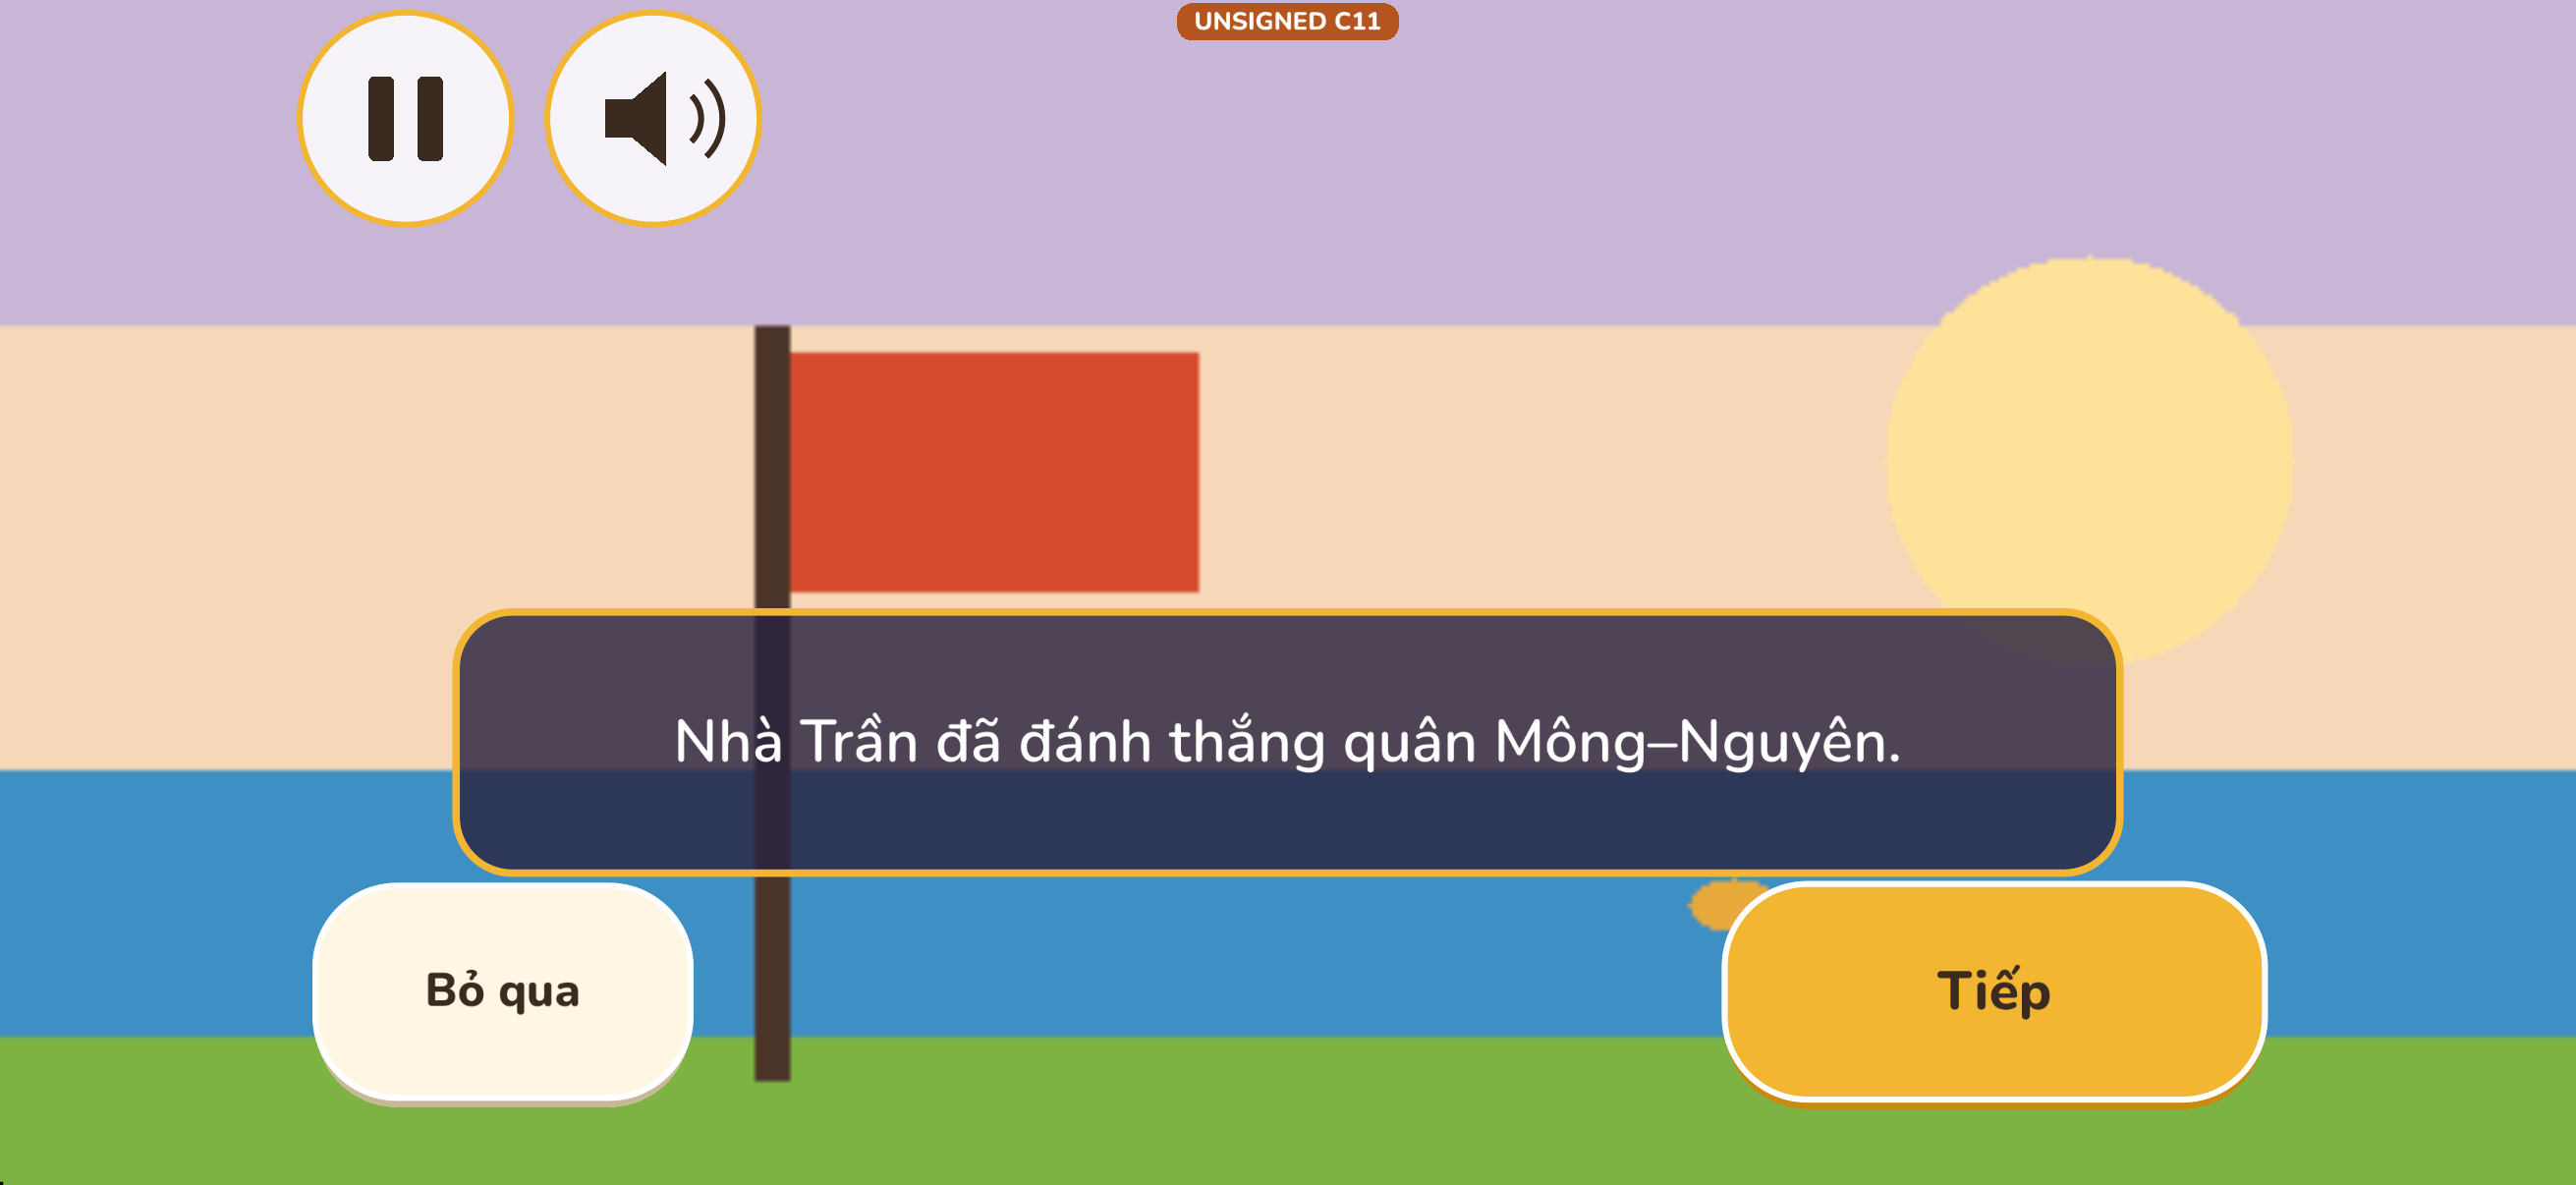 UNSIGNED C11
Nhà Trần đã đánh thắng quân Mông–Nguyên.
Bỏ qua
Tiếp